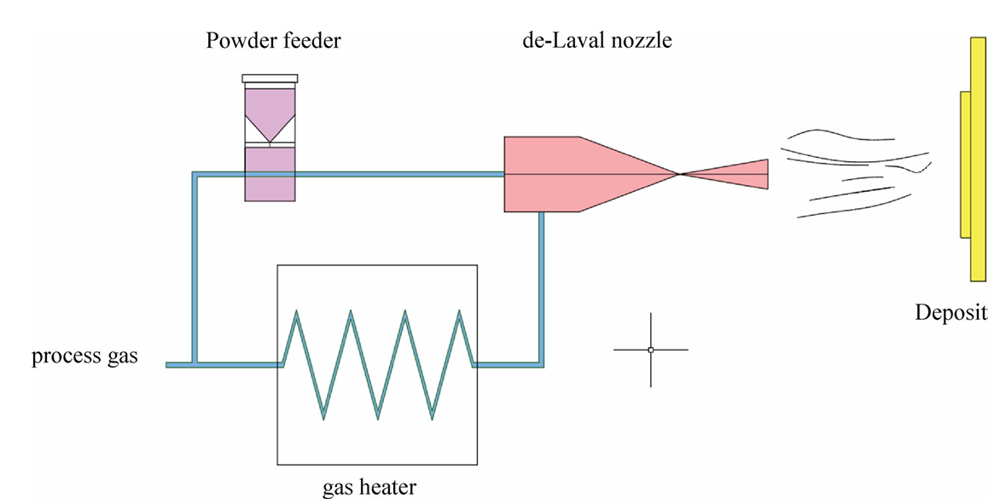 Powder feeder
de-Laval nozzle
Deposit
process gas
gas heater